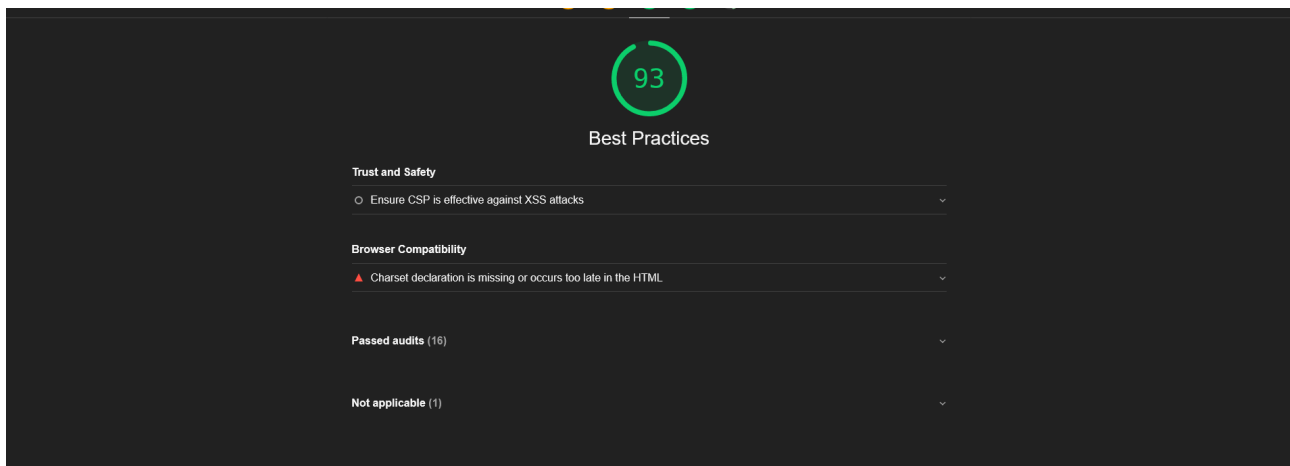 93
Best Practices
Trust and Safety
Ensure CSP is effective against XSS attacks
Browser Compatibility
Charset declaration is missing or occurs too late in the HTML
Passed audits (16)
Not applicable (1)